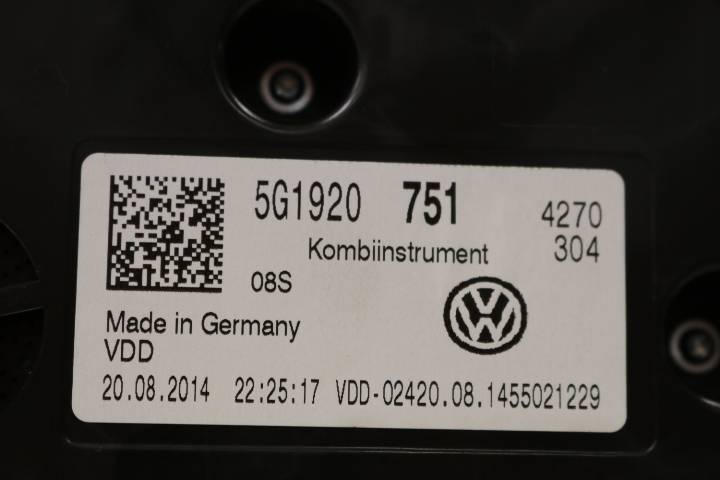 5G1920 751 4270
Kombiinstrument 304
08S
Made in Germany
VDD
20.08.2014 22:25:17 VDD-02420.08.1455021229